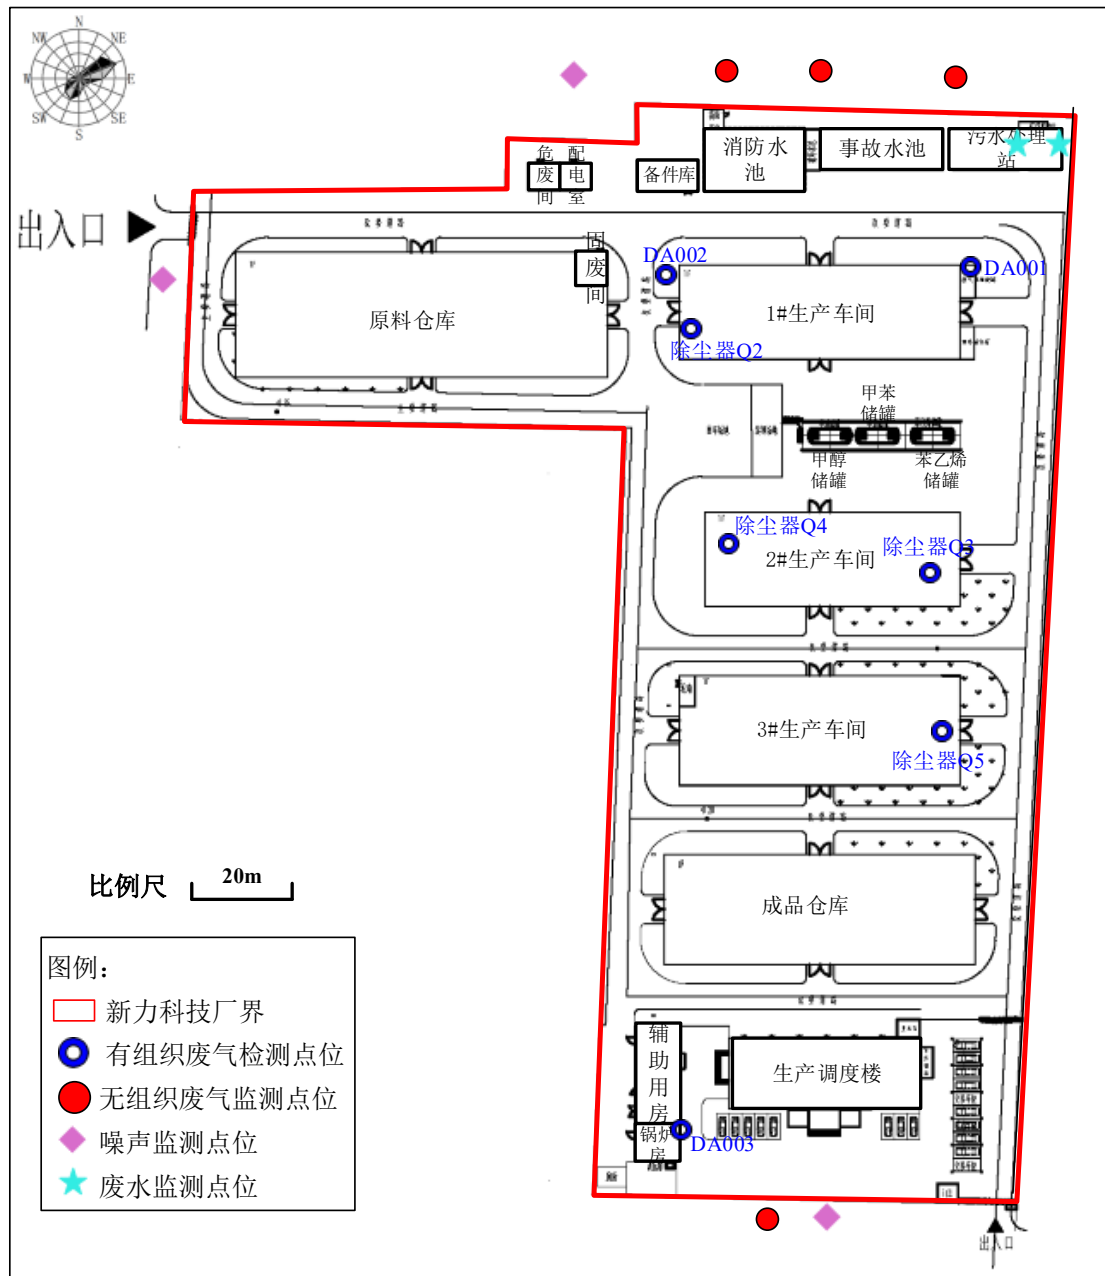 N
NW
NE
W
E
SW
SE
S
出入口
危废间
配电室
备件库
消防水池
事故水池
污水处理站
固废间
原料仓库
DA002
DA001
1#生产车间
除尘器Q2
甲苯储罐
甲醇储罐
苯乙烯储罐
除尘器Q4
除尘器Q3
2#生产车间
3#生产车间
除尘器Q5
成品仓库
比例尺
20m
辅助用房
锅炉房
DA003
生产调度楼
出入口
图例：
新力科技厂界
有组织废气检测点位
无组织废气监测点位
噪声监测点位
废水监测点位